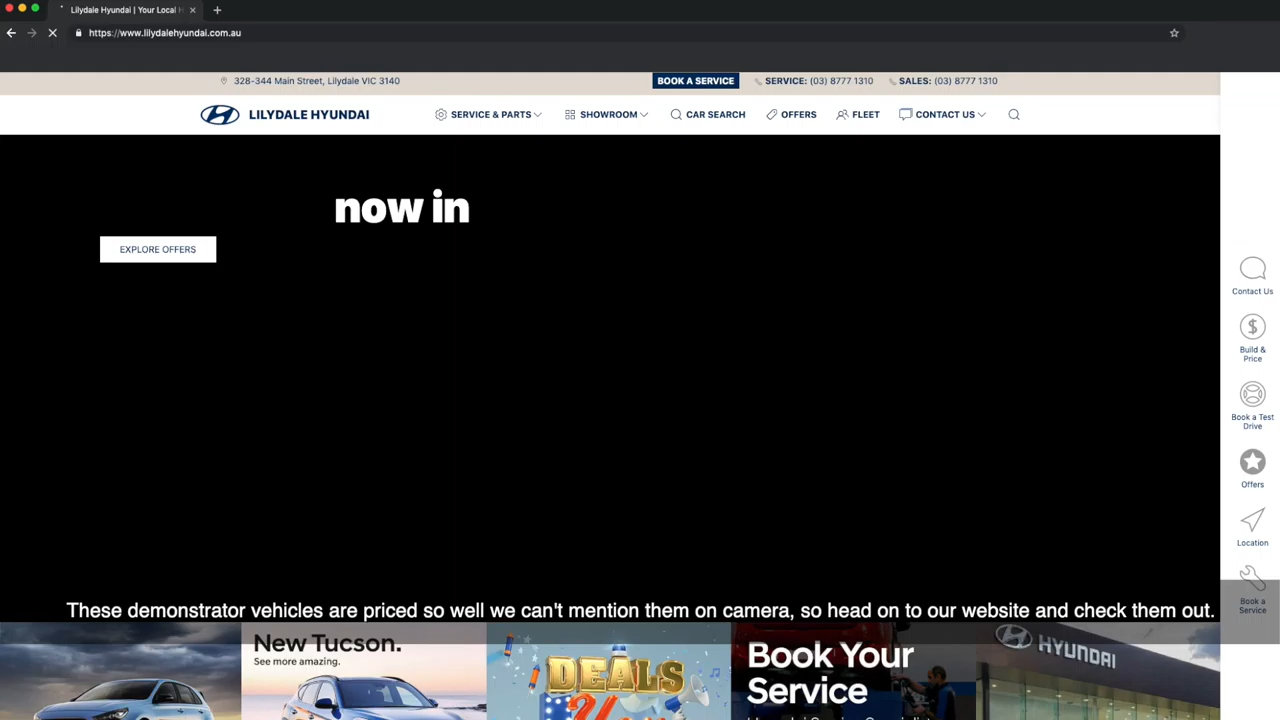 Lilydale Hyundai | Your Local H
https://www.lilydalehyundai.com.au
328-344 Main Street, Lilydale VIC 3140
BOOK A SERVICE
SERVICE: (03) 8777 1310
SALES: (03) 8777 1310
LILYDALE HYUNDAI
SERVICE & PARTS
SHOWROOM
CAR SEARCH
OFFERS
FLEET
CONTACT US
now in
EXPLORE OFFERS
Contact Us
Build &
Price
Book a Test
Drive
Offers
Location
Book a
Service
These demonstrator vehicles are priced so well we can't mention them on camera, so head on to our website and check them out.
New Tucson.
See more amazing.
DEALS
Book Your
Service
HYUNDAI